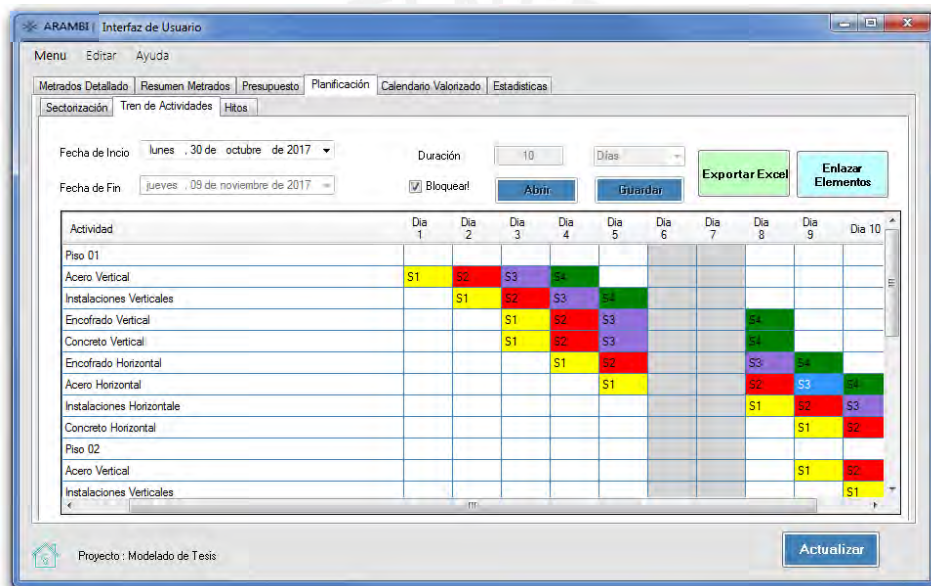 ARAMBI | Interfaz de Usuario
Menu Editar Ayuda
Metrados Detallado Resumen Metrados Presupuesto Planificación Calendario Valorizado Estadisticas
Sectorización Tren de Actividades Hitos
Fecha de Incio lunes , 30 de octubre de 2017 Duración 10 Días Exportar Excel Enlazar Elementos
Fecha de Fin jueves , 09 de noviembre de 2017 Bloquear! Abrir Guardar
Actividad Dia 1 Dia 2 Dia 3 Dia 4 Dia 5 Dia 6 Dia 7 Dia 8 Dia 9 Dia 10
Piso 01
Acero Vertical S1 S2 S3 S4
Instalaciones Verticales S1 S2 S3 S4
Encofrado Vertical S1 S2 S3 S4
Concreto Vertical S1 S2 S3 S4
Encofrado Horizontal S1 S2 S3 S4
Acero Horizontal S1 S2 S3 S4
Instalaciones Horizontale S1 S2 S3
Concreto Horizontal S1 S2
Piso 02
Acero Vertical S1 S2
Instalaciones Verticales S1
Proyecto : Modelado de Tesis Actualizar